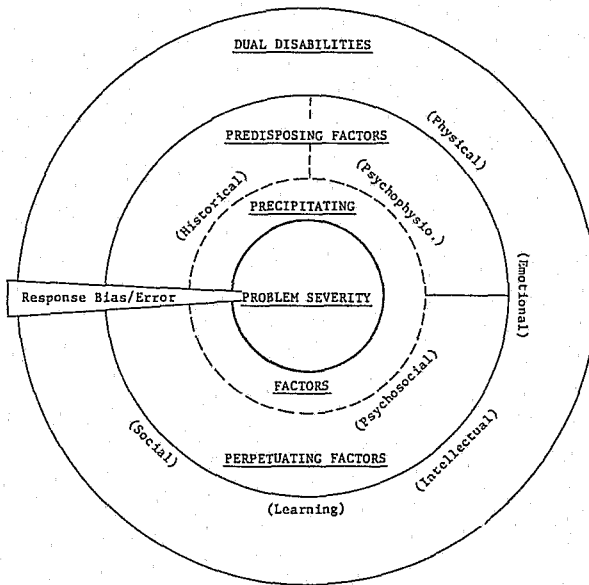 DUAL DISABILITIES
PREDISPOSING FACTORS
(Physical)
(Historical)
(Psychophysio.)
PRECIPITATING
(Emotional)
Response Bias/Error
PROBLEM SEVERITY
FACTORS
(Psychosocial)
(Social)
PERPETUATING FACTORS
(Intellectual)
(Learning)